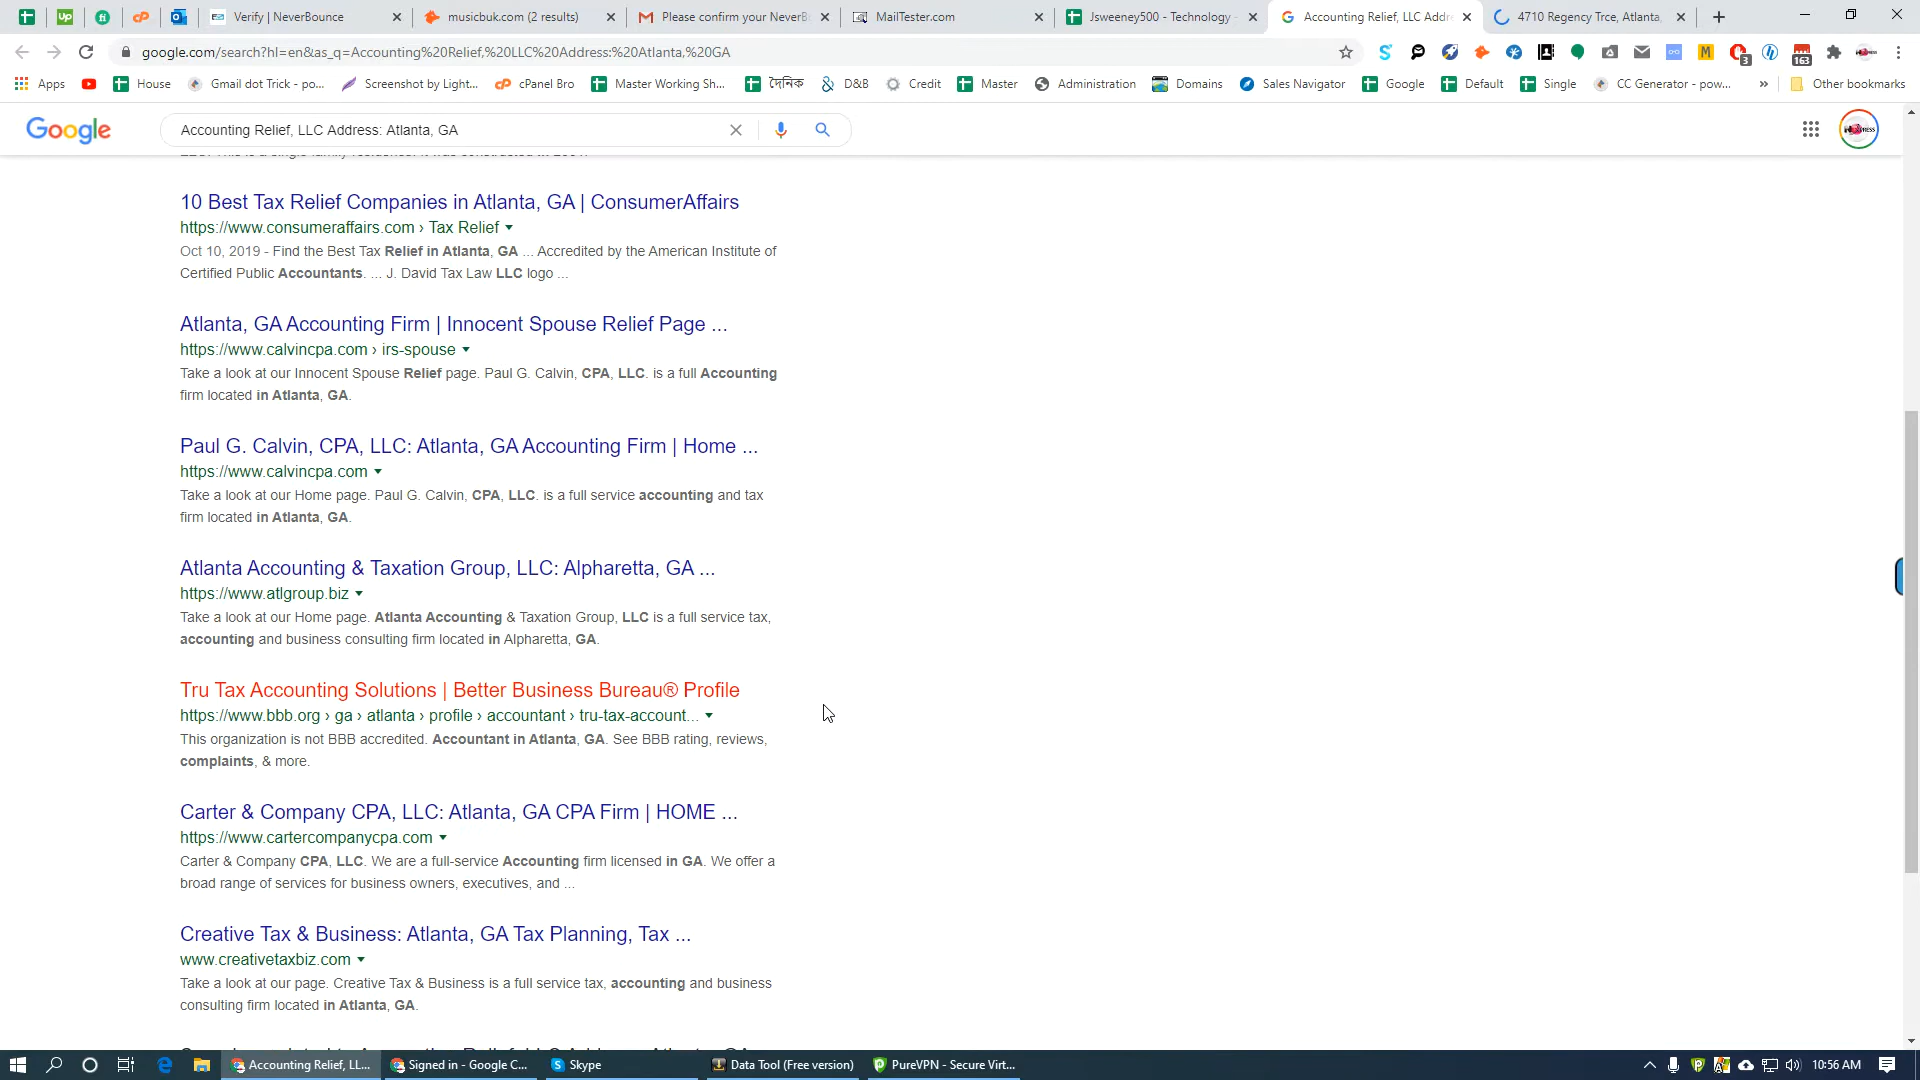 Verify | NeverBounce
musicbuk.com (2 results)
Please confirm your NeverB
MailTester.com
Jsweeney500 - Technology -
Accounting Relief, LLC Addre
4710 Regency Trce, Atlanta,
google.com/search?hl=en&as_q=Accounting%20Relief,%20LLC%20Address:%20Atlanta,%20GA
3
163
Apps
House
Gmail dot Trick - po...
Screenshot by Light...
cPanel Bro
Master Working Sh...
দৈনিক
D&B
Credit
Master
Administration
Domains
Sales Navigator
Google
Default
Single
CC Generator - pow...
»
Other bookmarks
Google
Accounting Relief, LLC Address: Atlanta, GA
10 Best Tax Relief Companies in Atlanta, GA | ConsumerAffairs
https://www.consumeraffairs.com › Tax Relief
Oct 10, 2019 - Find the Best Tax Relief in Atlanta, GA ... Accredited by the American Institute of
Certified Public Accountants. ... J. David Tax Law LLC logo ...
Atlanta, GA Accounting Firm | Innocent Spouse Relief Page ...
https://www.calvincpa.com › irs-spouse
Take a look at our Innocent Spouse Relief page. Paul G. Calvin, CPA, LLC. is a full Accounting
firm located in Atlanta, GA.
Paul G. Calvin, CPA, LLC: Atlanta, GA Accounting Firm | Home ...
https://www.calvincpa.com
Take a look at our Home page. Paul G. Calvin, CPA, LLC. is a full service accounting and tax
firm located in Atlanta, GA.
Atlanta Accounting & Taxation Group, LLC: Alpharetta, GA ...
https://www.atlgroup.biz
Take a look at our Home page. Atlanta Accounting & Taxation Group, LLC is a full service tax,
accounting and business consulting firm located in Alpharetta, GA.
Tru Tax Accounting Solutions | Better Business Bureau® Profile
https://www.bbb.org › ga › atlanta › profile › accountant › tru-tax-account...
This organization is not BBB accredited. Accountant in Atlanta, GA. See BBB rating, reviews,
complaints, & more.
Carter & Company CPA, LLC: Atlanta, GA CPA Firm | HOME ...
https://www.cartercompanycpa.com
Carter & Company CPA, LLC. We are a full-service Accounting firm licensed in GA. We offer a
broad range of services for business owners, executives, and ...
Creative Tax & Business: Atlanta, GA Tax Planning, Tax ...
www.creativetaxbiz.com
Take a look at our page. Creative Tax & Business is a full service tax, accounting and business
consulting firm located in Atlanta, GA.
Accounting Relief, LL...
Signed in - Google C...
Skype
Data Tool (Free version)
PureVPN - Secure Virt...
10:56 AM